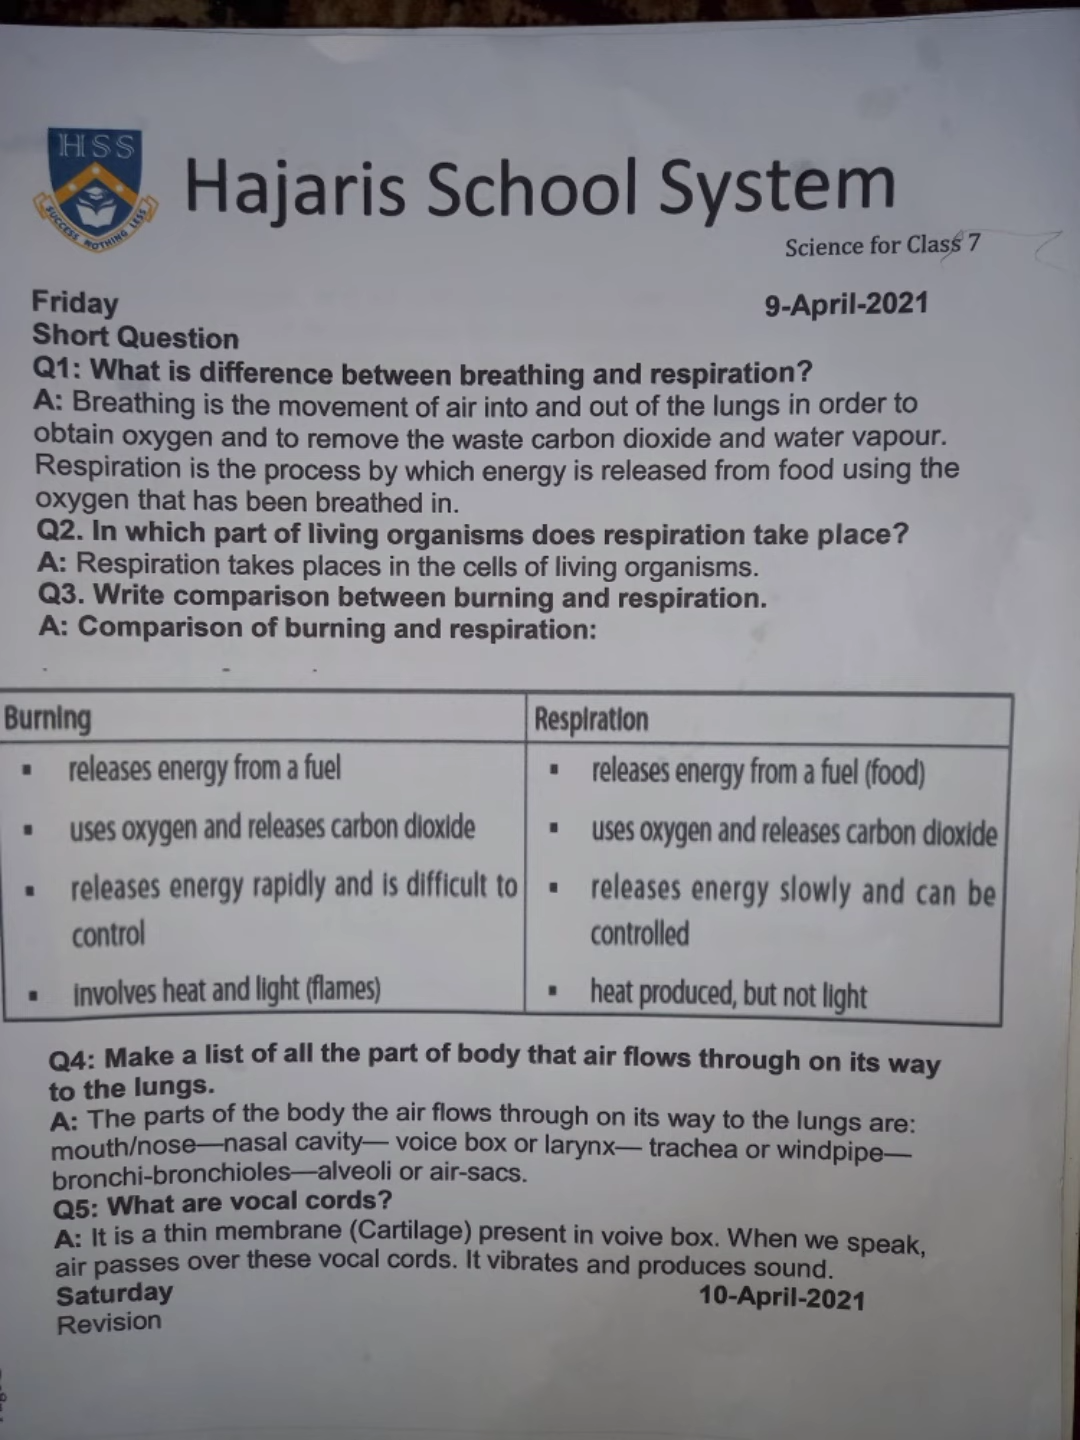 HSS
SUCCESS NOTHING LESS
Hajaris School System
Science for Class 7
Friday 9-April-2021
Short Question
Q1: What is difference between breathing and respiration?
A: Breathing is the movement of air into and out of the lungs in order to
obtain oxygen and to remove the waste carbon dioxide and water vapour.
Respiration is the process by which energy is released from food using the
oxygen that has been breathed in.
Q2. In which part of living organisms does respiration take place?
A: Respiration takes places in the cells of living organisms.
Q3. Write comparison between burning and respiration.
A: Comparison of burning and respiration:
Burning Respiration
▪ releases energy from a fuel ▪ releases energy from a fuel (food)
▪ uses oxygen and releases carbon dioxide ▪ uses oxygen and releases carbon dioxide
▪ releases energy rapidly and is difficult to ▪ releases energy slowly and can be
control controlled
▪ involves heat and light (flames) ▪ heat produced, but not light
Q4: Make a list of all the part of body that air flows through on its way
to the lungs.
A: The parts of the body the air flows through on its way to the lungs are:
mouth/nose—nasal cavity— voice box or larynx— trachea or windpipe—
bronchi-bronchioles—alveoli or air-sacs.
Q5: What are vocal cords?
A: It is a thin membrane (Cartilage) present in voive box. When we speak,
air passes over these vocal cords. It vibrates and produces sound.
Saturday 10-April-2021
Revision